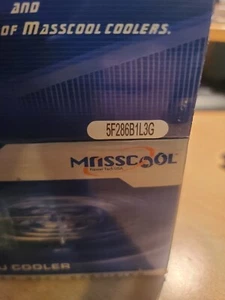 AND
OF MASSCOOL COOLERS.
5F286B1L3G
MASSCOOL
COOLER